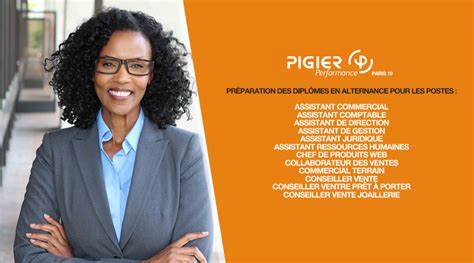 PIGIER
Performance
PARIS 19
PRÉPARATION DES DIPLÔMES EN ALTERNANCE POUR LES POSTES :
ASSISTANT COMMERCIAL
ASSISTANT COMPTABLE
ASSISTANT DE DIRECTION
ASSISTANT DE GESTION
ASSISTANT JURIDIQUE
ASSISTANT RESSOURCES HUMAINES
CHEF DE PRODUITS WEB
COLLABORATEUR DES VENTES
COMMERCIAL TERRAIN
CONSEILLER VENTE
CONSEILLER VENTRE PRÊT À PORTER
CONSEILLER VENTE JOAILLERIE